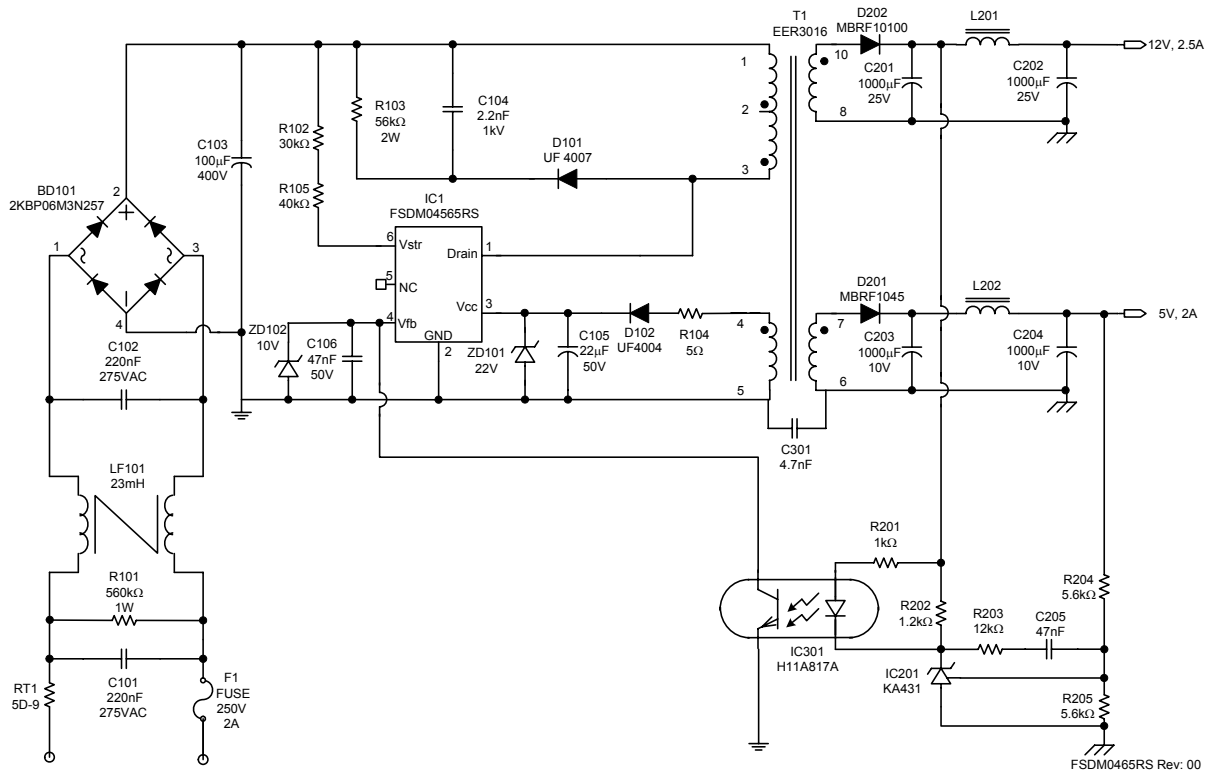 T1
EER3016
D202
MBRF10100
L201
12V, 2.5A
1
10
C201
1000μF
25V
C202
1000μF
25V
R103
56kΩ
2W
C104
2.2nF
1kV
2
R102
30kΩ
8
C103
100μF
400V
D101
UF 4007
3
R105
40kΩ
BD101
2KBP06M3N257
2
IC1
FSDM04565RS
1
3
6
Vstr
Drain
1
5
NC
D201
MBRF1045
L202
4
Vcc
3
4
Vfb
GND
2
ZD102
10V
C106
47nF
50V
ZD101
22V
C105
22μF
50V
D102
UF4004
R104
5Ω
4
7
5V, 2A
C203
1000μF
10V
C204
1000μF
10V
C102
220nF
275VAC
5
6
C301
4.7nF
LF101
23mH
R201
1kΩ
R101
560kΩ
1W
R204
5.6kΩ
R202
1.2kΩ
R203
12kΩ
C205
47nF
IC301
H11A817A
RT1
5D-9
C101
220nF
275VAC
F1
FUSE
250V
2A
IC201
KA431
R205
5.6kΩ
FSDM0465RS Rev: 00